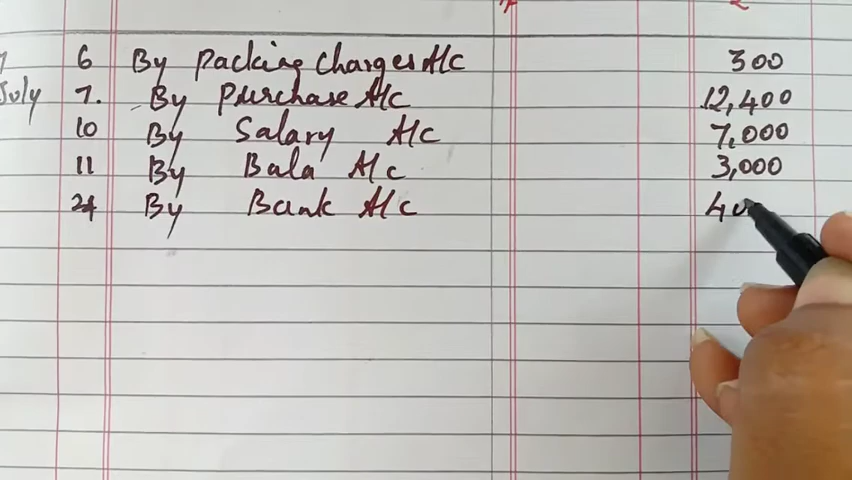 6 By Packing Charges A/c 300
July 7. By Purchase A/c 12,400
10 By Salary A/c 7,000
11 By Bala A/c 3,000
24 By Bank A/c 40